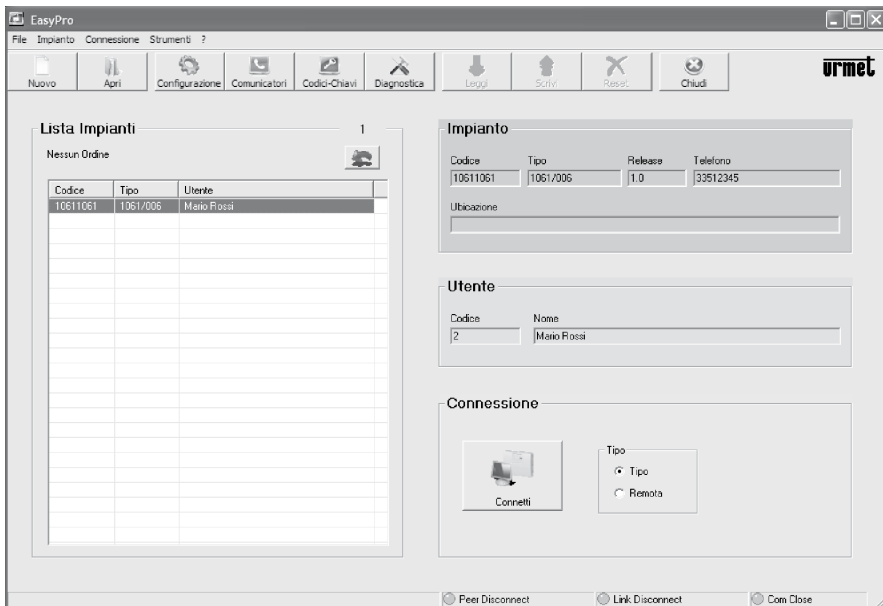 EasyPro
File Impianto Connessione Strumenti ?
Nuovo Apri Configurazione Comunicatori Codici-Chiavi Diagnostica Leggi Scrivi Reset Chiudi
urmet
Lista Impianti 1
Nessun Ordine
Codice Tipo Utente
10611061 1061/006 Mario Rossi
Impianto
Codice Tipo Release Telefono
10611061 1061/006 1.0 33512345
Ubicazione
Utente
Codice Nome
2 Mario Rossi
Connessione
Connetti
Tipo
Tipo
Remota
Peer Disconnect Link Disconnect Com Close